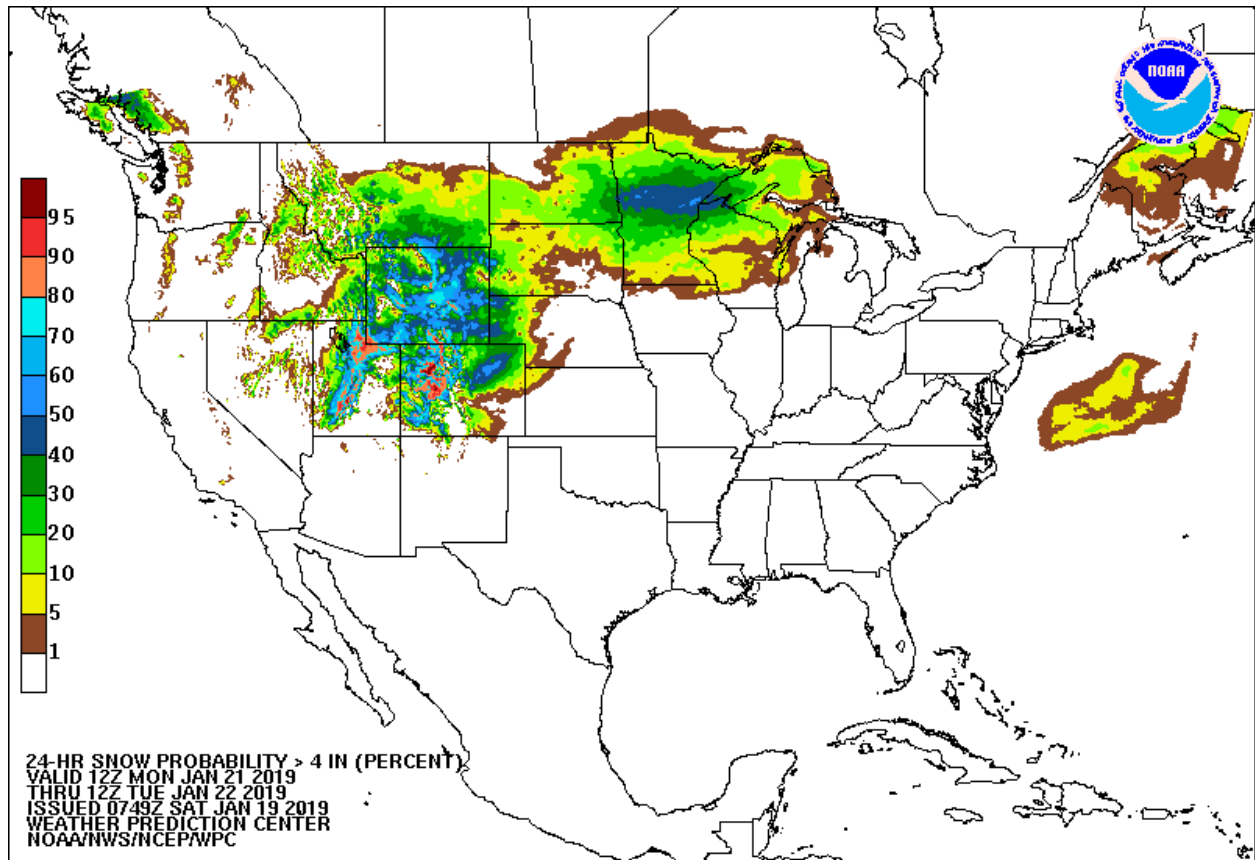 NOAA
95
90
80
70
60
50
40
30
20
10
5
1
24-HR SNOW PROBABILITY > 4 IN (PERCENT)
VALID 12Z MON JAN 21 2019
THRU 12Z TUE JAN 22 2019
ISSUED 0749Z SAT JAN 19 2019
WEATHER PREDICTION CENTER
NOAA/NWS/NCEP/WPC